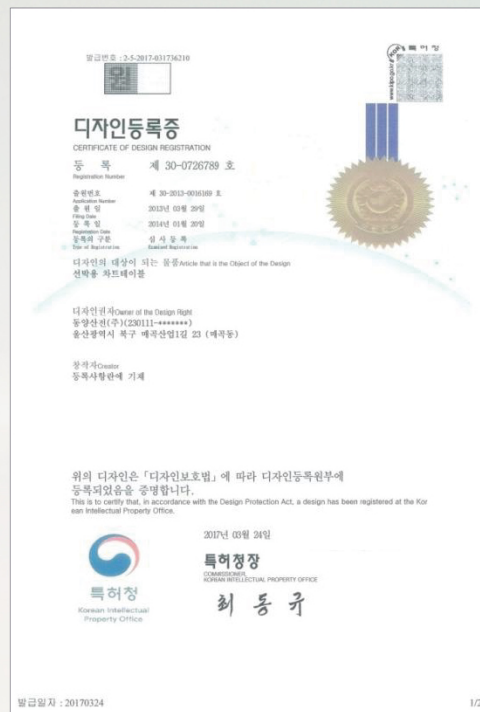 발급번호 : 2-5-2017-031736210
원
특 허 청
www.kipo.go.kr
디자인등록증
CERTIFICATE OF DESIGN REGISTRATION
등 록 제 30-0726789 호
Registration Number
출원번호 제 30-2013-0016169 호
Application Number
출 원 일 2013년 03월 29일
Filing Date
등 록 일 2014년 01월 20일
Registration Date
등록의 구분 심 사 등 록
Type of Registration Examined Registration
디자인의 대상이 되는 물품Article that is the Object of the Design
선박용 차트테이블
디자인권자Owner of the Design Right
동양산전(주)(230111-*******)
울산광역시 북구 매곡산업1길 23 (매곡동)
창작자Creator
등록사항란에 기재
위의 디자인은 「디자인보호법」에 따라 디자인등록원부에
등록되었음을 증명합니다.
This is to certify that, in accordance with the Design Protection Act, a design has been registered at the Kor
ean Intellectual Property Office.
2017년 03월 24일
특허청장
COMMISSIONER,
KOREAN INTELLECTUAL PROPERTY OFFICE
최 동 규
특허청
Korean Intellectual
Property Office
발급일자 : 20170324
1/2